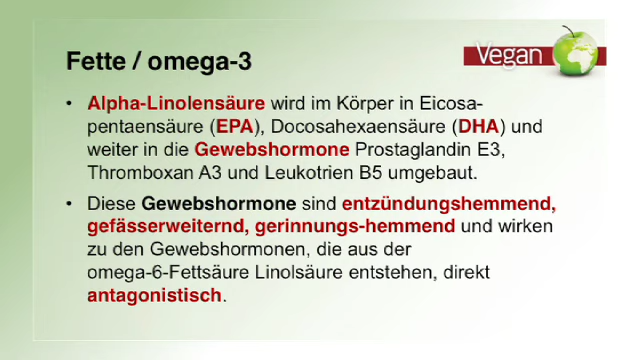 Fette / omega-3
Vegan
• Alpha-Linolensäure wird im Körper in Eicosa-
pentaensäure (EPA), Docosahexaensäure (DHA) und
weiter in die Gewebshormone Prostaglandin E3,
Thromboxan A3 und Leukotrien B5 umgebaut.
• Diese Gewebshormone sind entzündungshemmend,
gefässerweiternd, gerinnungs-hemmend und wirken
zu den Gewebshormonen, die aus der
omega-6-Fettsäure Linolsäure entstehen, direkt
antagonistisch.